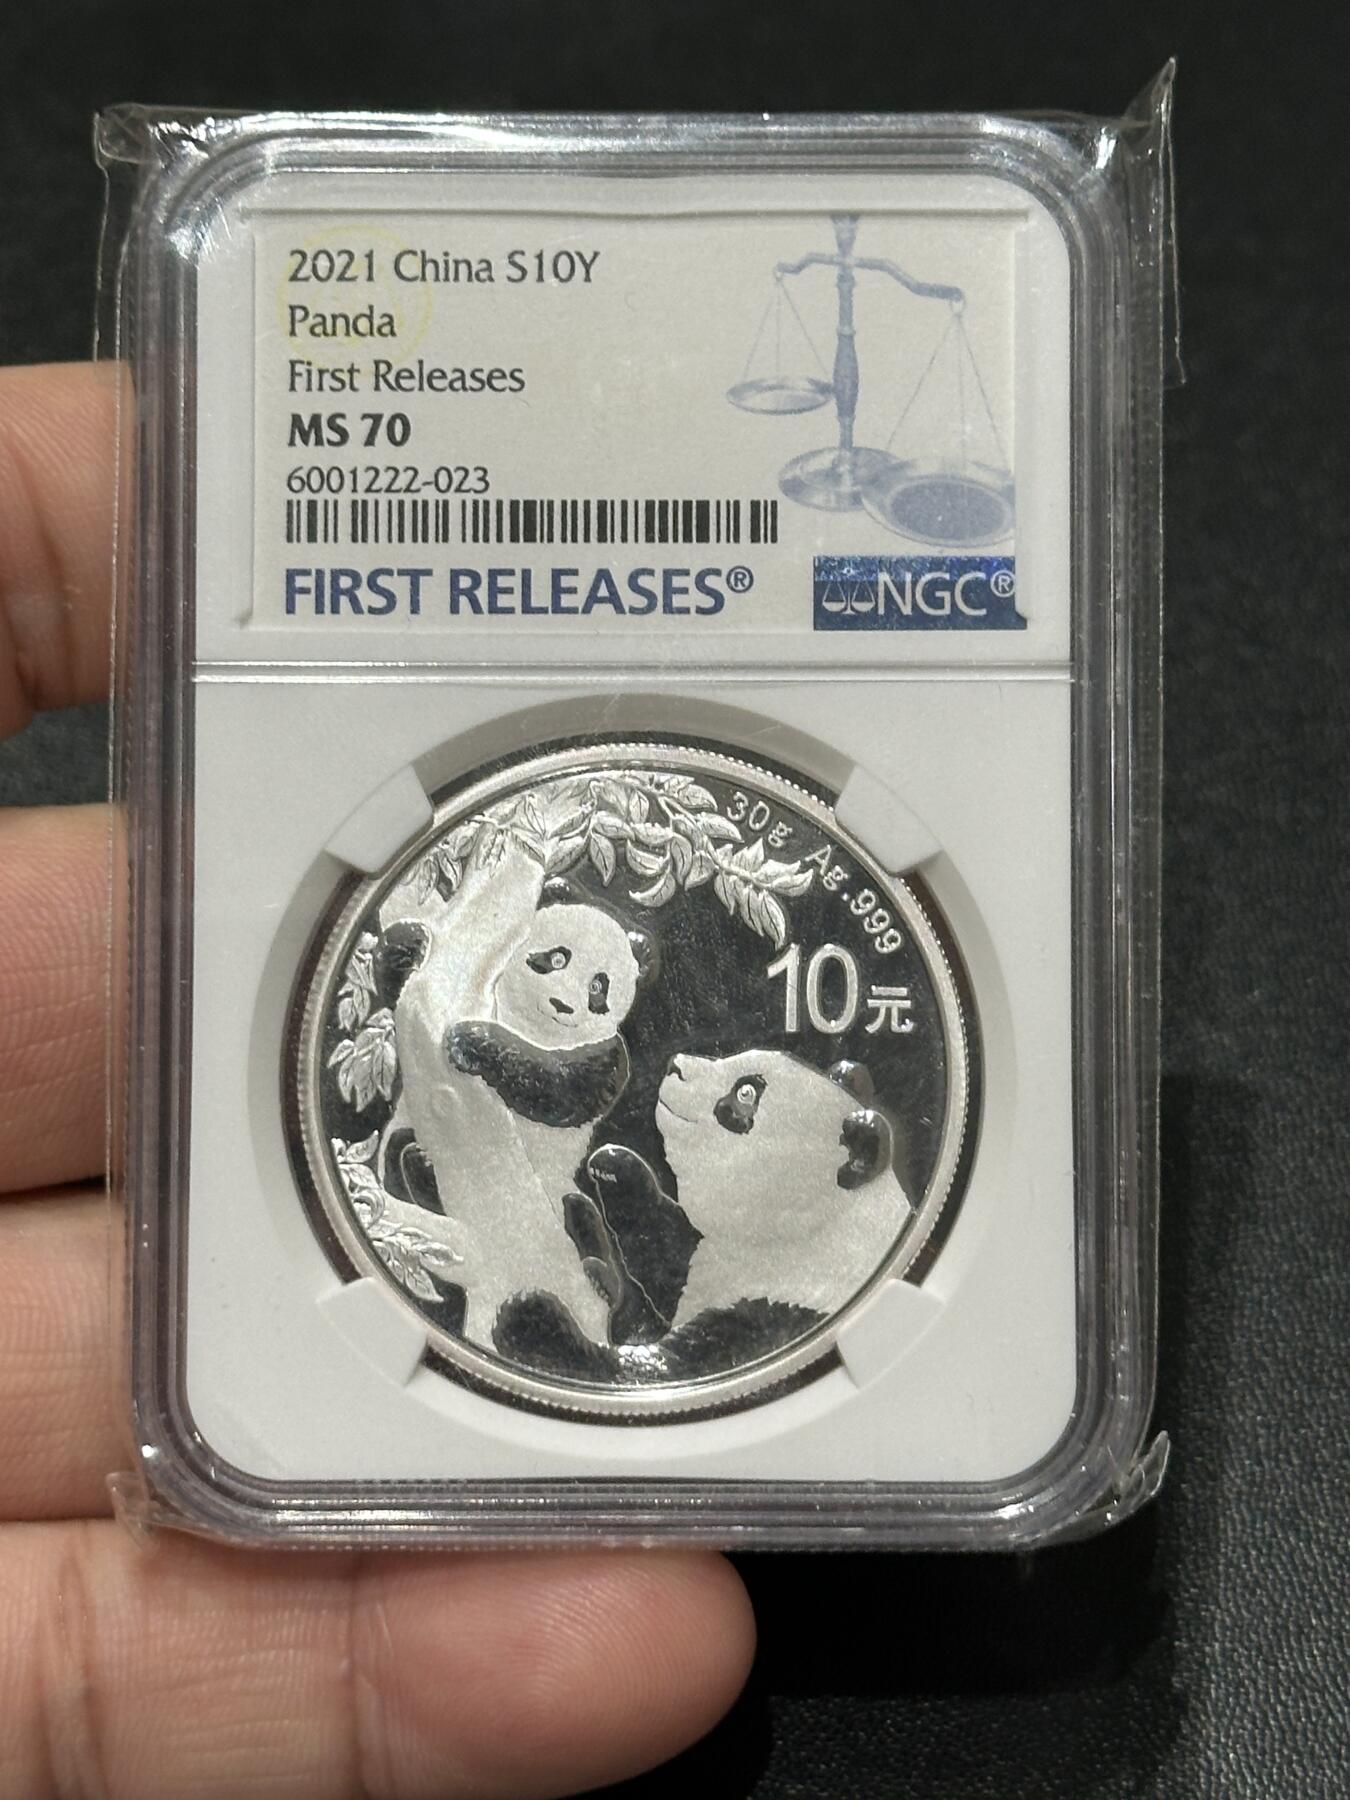 2021 China S10Y
Panda
First Releases
MS 70
6001222-023
FIRST RELEASES®
NGC®
30g Ag.999
10元